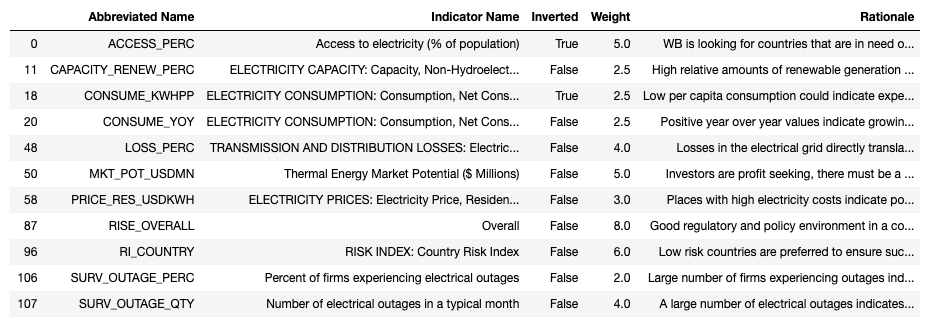 Abbreviated Name Indicator Name Inverted Weight Rationale
0 ACCESS_PERC Access to electricity (% of population) True 5.0 WB is looking for countries that are in need o...
11 CAPACITY_RENEW_PERC ELECTRICITY CAPACITY: Capacity, Non-Hydroelect... False 2.5 High relative amounts of renewable generation ...
18 CONSUME_KWHPP ELECTRICITY CONSUMPTION: Consumption, Net Cons... True 2.5 Low per capita consumption could indicate expe...
20 CONSUME_YOY ELECTRICITY CONSUMPTION: Consumption, Net Cons... False 2.5 Positive year over year values indicate growin...
48 LOSS_PERC TRANSMISSION AND DISTRIBUTION LOSSES: Electric... False 4.0 Losses in the electrical grid directly transla...
50 MKT_POT_USDMN Thermal Energy Market Potential ($ Millions) False 5.0 Investors are profit seeking, there must be a ...
58 PRICE_RES_USDKWH ELECTRICITY PRICES: Electricity Price, Residen... False 3.0 Places with high electricity costs indicate po...
87 RISE_OVERALL Overall False 8.0 Good regulatory and policy environment in a co...
96 RI_COUNTRY RISK INDEX: Country Risk Index False 6.0 Low risk countries are preferred to ensure suc...
106 SURV_OUTAGE_PERC Percent of firms experiencing electrical outages False 2.0 Large number of firms experiencing outages ind...
107 SURV_OUTAGE_QTY Number of electrical outages in a typical month False 4.0 A large number of electrical outages indicates...